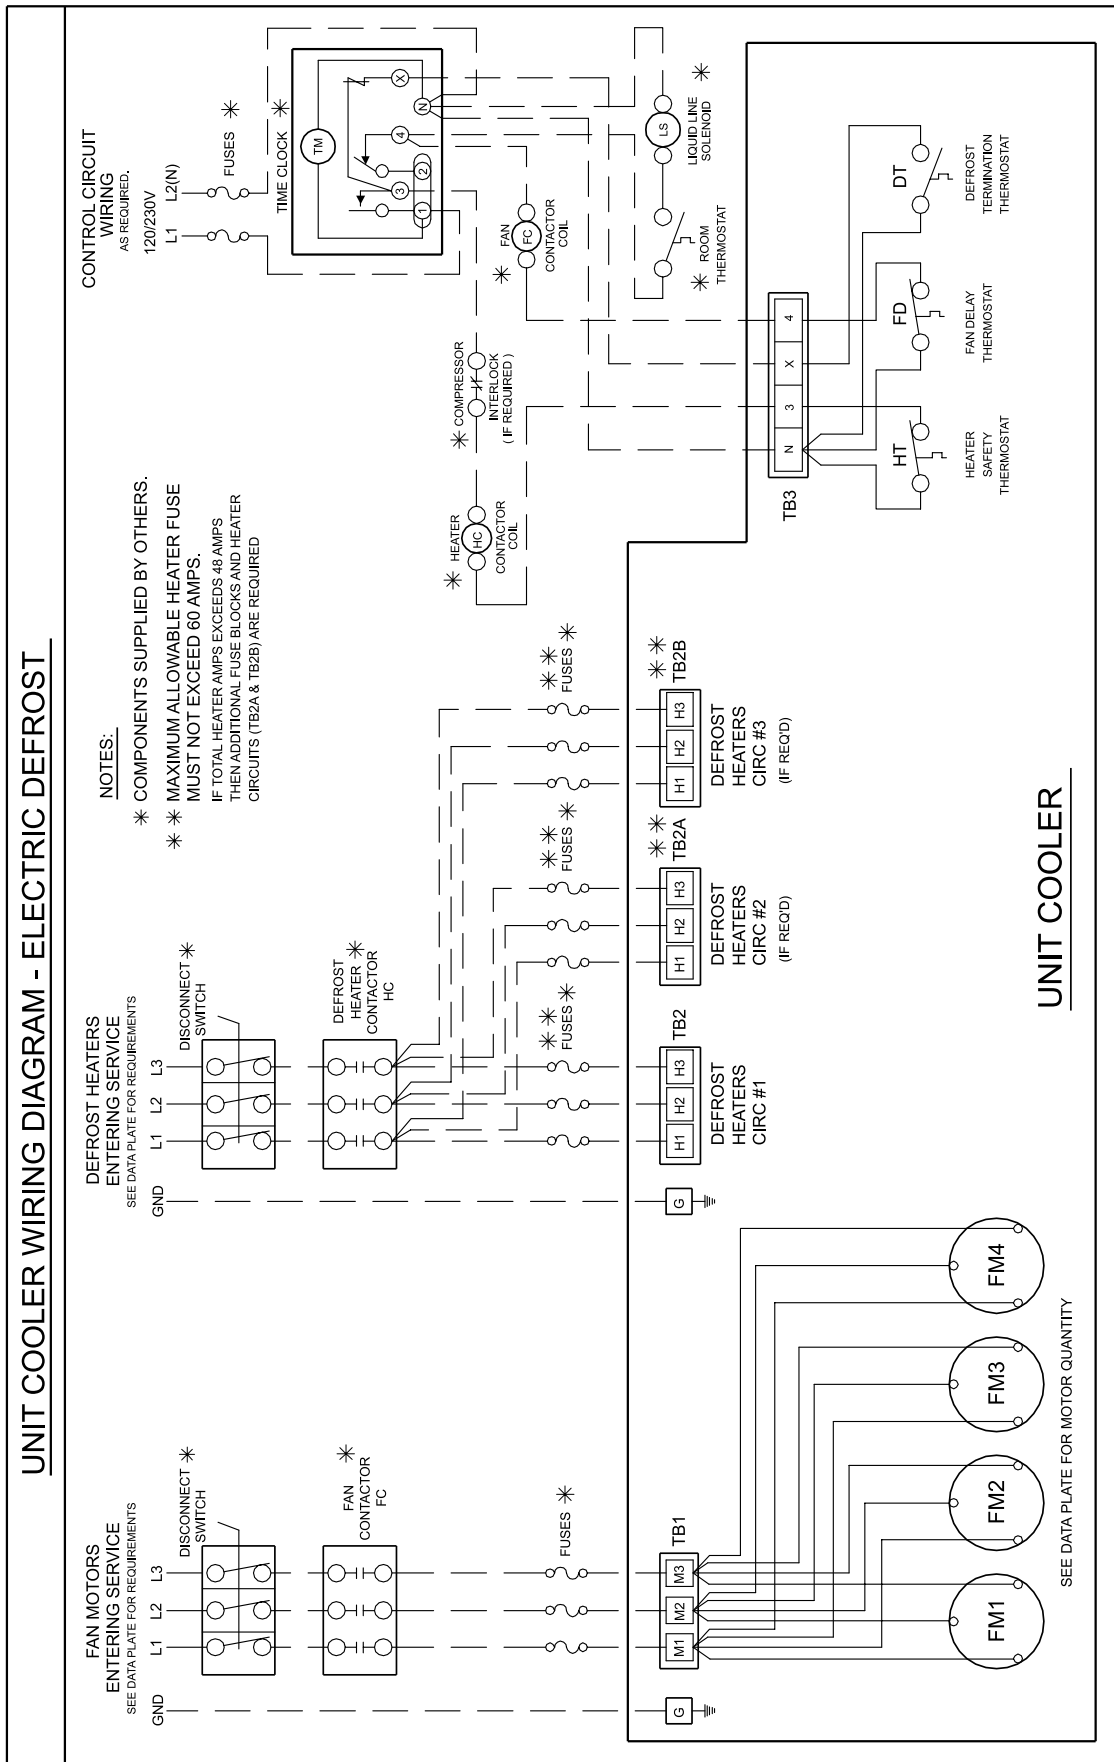 UNIT COOLER WIRING DIAGRAM - ELECTRIC DEFROST
FAN MOTORS
ENTERING SERVICE
SEE DATA PLATE FOR REQUIREMENTS
GND
L1
L2
L3
DISCONNECT *
SWITCH
*
FAN
CONTACTOR
FC
FUSES *
TB1
M1
M2
M3
G
FM1
FM2
FM3
FM4
SEE DATA PLATE FOR MOTOR QUANTITY
DEFROST HEATERS
ENTERING SERVICE
SEE DATA PLATE FOR REQUIREMENTS
GND
L1
L2
L3
DISCONNECT *
SWITCH
DEFROST
HEATER *
CONTACTOR
HC
* *
FUSES *
* *
FUSES *
* *
FUSES *
G
TB2
H1
H2
H3
DEFROST
HEATERS
CIRC #1
* *
TB2A
H1
H2
H3
DEFROST
HEATERS
CIRC #2
(IF REQ'D)
* *
TB2B
H1
H2
H3
DEFROST
HEATERS
CIRC #3
(IF REQ'D)
UNIT COOLER
NOTES:
* COMPONENTS SUPPLIED BY OTHERS.
* * MAXIMUM ALLOWABLE HEATER FUSE
MUST NOT EXCEED 60 AMPS.
IF TOTAL HEATER AMPS EXCEEDS 48 AMPS
THEN ADDITIONAL FUSE BLOCKS AND HEATER
CIRCUITS (TB2A & TB2B) ARE REQUIRED
CONTROL CIRCUIT
WIRING
AS REQUIRED.
120/230V
L1
L2(N)
FUSES *
TIME CLOCK *
TM
1
3
2
4
N
X
* HEATER
HC
CONTACTOR
COIL
* COMPRESSOR
INTERLOCK
( IF REQUIRED )
* FAN
FC
CONTACTOR
COIL
LS
LIQUID LINE *
SOLENOID
* ROOM
THERMOSTAT
TB3
N
3
X
4
HT
HEATER
SAFETY
THERMOSTAT
FD
FAN DELAY
THERMOSTAT
DT
DEFROST
TERMINATION
THERMOSTAT